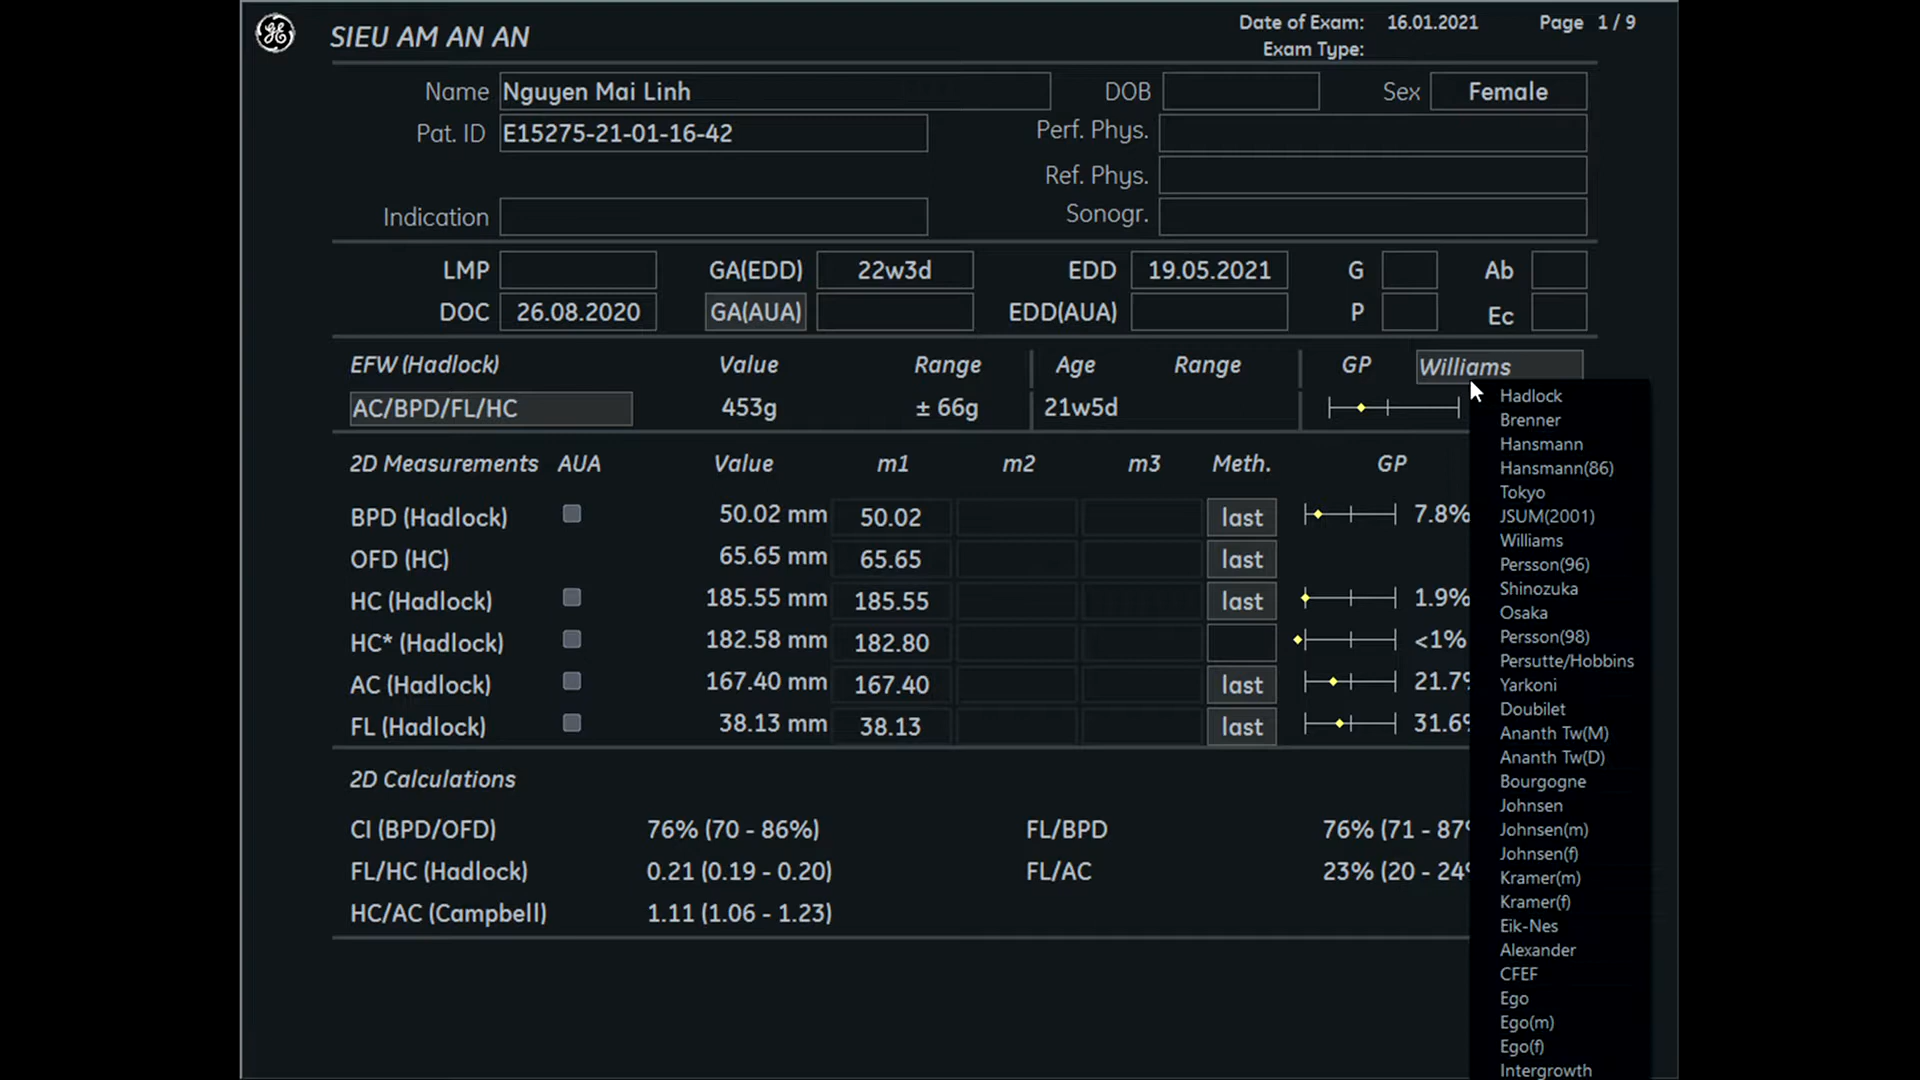 SIEU AM AN AN
Date of Exam: 16.01.2021 Page 1 / 9
Exam Type:
Name Nguyen Mai Linh DOB Sex Female
Pat. ID E15275-21-01-16-42 Perf. Phys.
Ref. Phys.
Indication Sonogr.
LMP GA(EDD) 22w3d EDD 19.05.2021 G Ab
DOC 26.08.2020 GA(AUA) EDD(AUA) P Ec
EFW (Hadlock) Value Range Age Range GP Williams
AC/BPD/FL/HC 453g ± 66g 21w5d
2D Measurements AUA Value m1 m2 m3 Meth. GP
BPD (Hadlock) 50.02 mm 50.02 last 7.8%
OFD (HC) 65.65 mm 65.65 last
HC (Hadlock) 185.55 mm 185.55 last 1.9%
HC* (Hadlock) 182.58 mm 182.80 <1%
AC (Hadlock) 167.40 mm 167.40 last 21.7%
FL (Hadlock) 38.13 mm 38.13 last 31.6%
2D Calculations
CI (BPD/OFD) 76% (70 - 86%) FL/BPD 76% (71 - 87%
FL/HC (Hadlock) 0.21 (0.19 - 0.20) FL/AC 23% (20 - 24%
HC/AC (Campbell) 1.11 (1.06 - 1.23)
Hadlock
Brenner
Hansmann
Hansmann(86)
Tokyo
JSUM(2001)
Williams
Persson(96)
Shinozuka
Osaka
Persson(98)
Persutte/Hobbins
Yarkoni
Doubilet
Ananth Tw(M)
Ananth Tw(D)
Bourgogne
Johnsen
Johnsen(m)
Johnsen(f)
Kramer(m)
Kramer(f)
Eik-Nes
Alexander
CFEF
Ego
Ego(m)
Ego(f)
Intergrowth